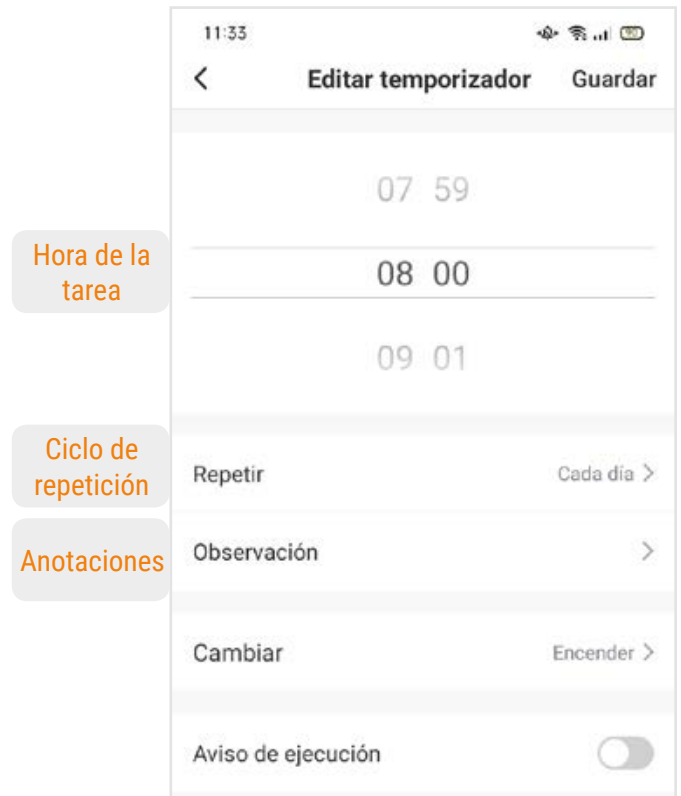 11:33
Editar temporizador Guardar
07 59
Hora de la
tarea
08 00
09 01
Ciclo de
repetición
Repetir Cada día
Anotaciones
Observación
Cambiar Encender
Aviso de ejecución